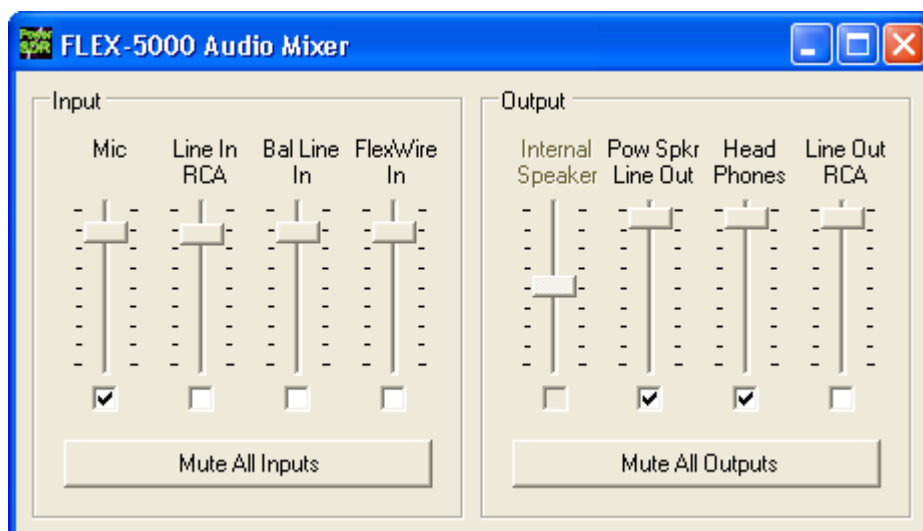 Power
SDR
FLEX-5000 Audio Mixer
Input
Mic
Line In
RCA
Bal Line
In
FlexWire
In
Mute All Inputs
Output
Internal
Speaker
Pow Spkr
Line Out
Head
Phones
Line Out
RCA
Mute All Outputs